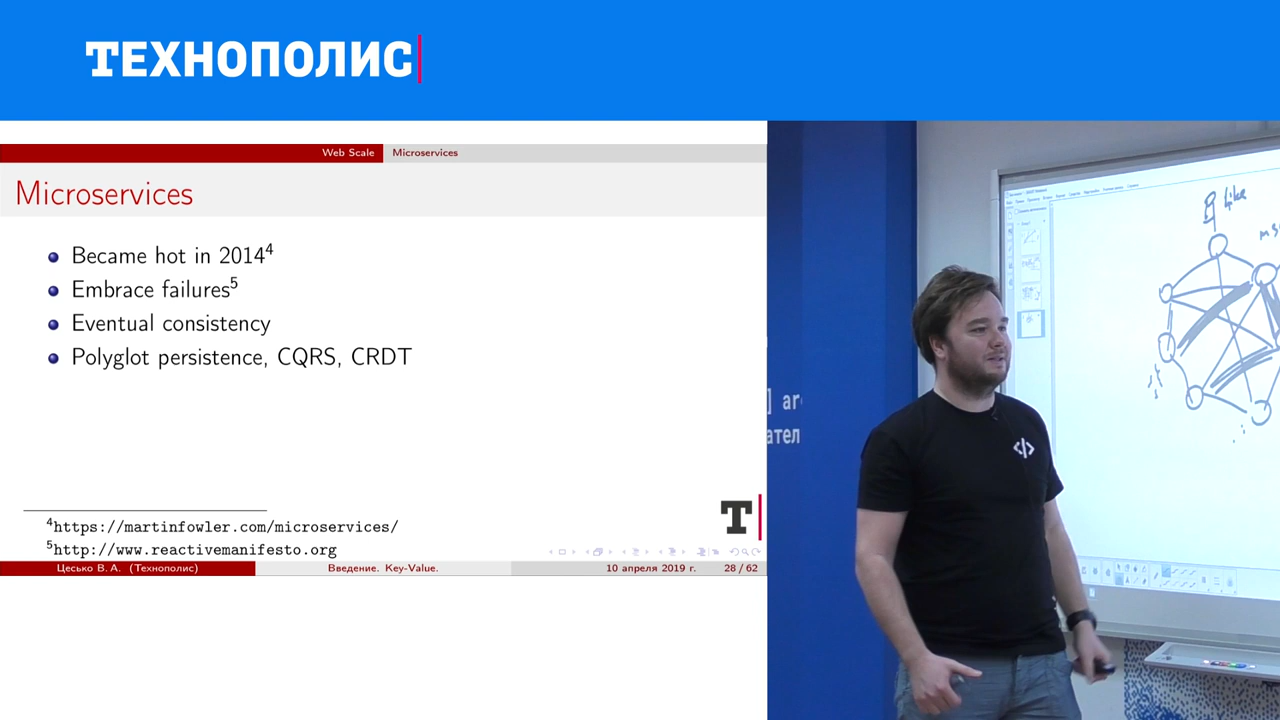 ТЕХНОПОЛИС
Web Scale Microservices
Microservices
Became hot in 2014⁴
Embrace failures⁵
Eventual consistency
Polyglot persistence, CQRS, CRDT
T
⁴https://martinfowler.com/microservices/
⁵http://www.reactivemanifesto.org
Цесько В. А. (Технополис) Введение. Key-Value. 10 апреля 2019 г. 28 / 62
like